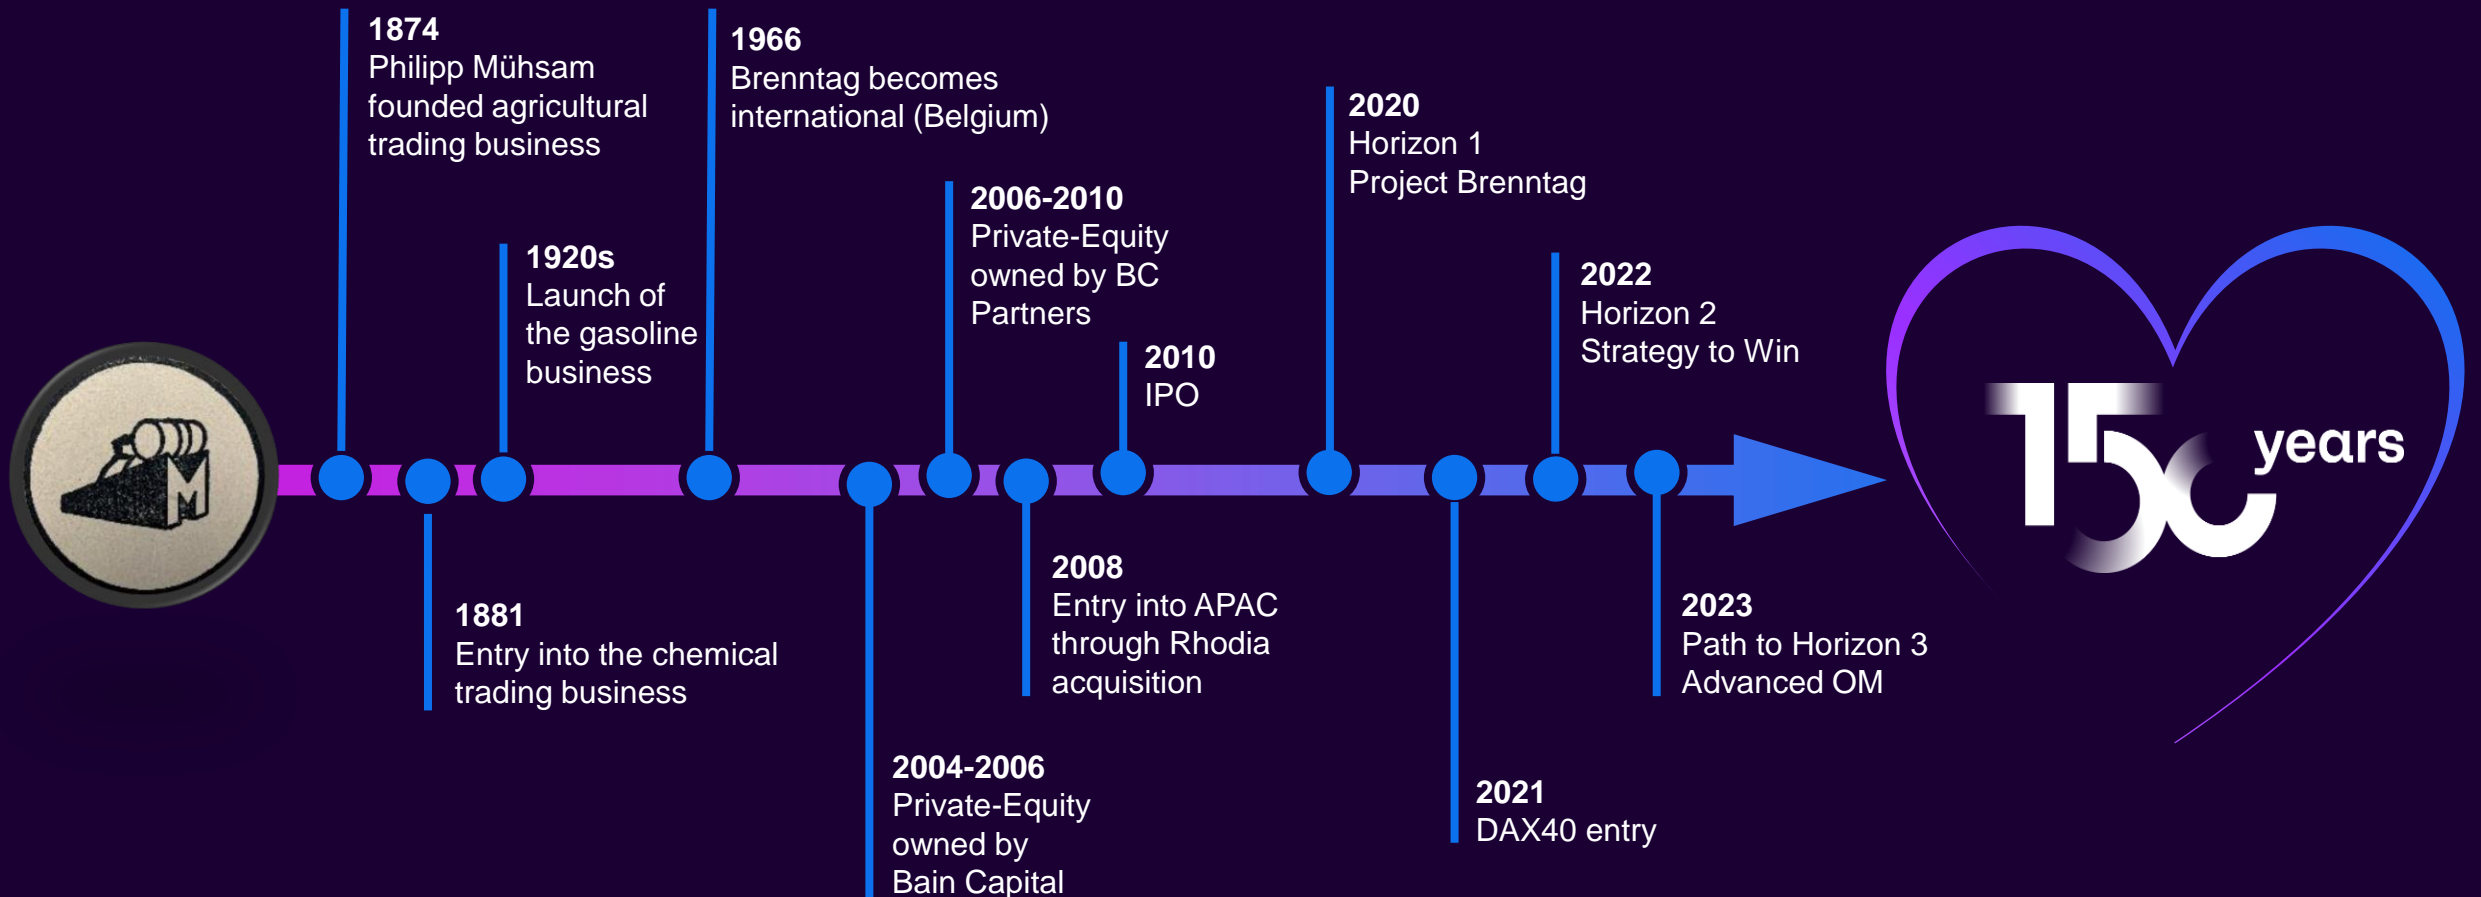 1874
Philipp Mühsam
founded agricultural
trading business
1881
Entry into the chemical
trading business
1920s
Launch of
the gasoline
business
1966
Brenntag becomes
international (Belgium)
2004-2006
Private-Equity
owned by
Bain Capital
2006-2010
Private-Equity
owned by BC
Partners
2008
Entry into APAC
through Rhodia
acquisition
2010
IPO
2020
Horizon 1
Project Brenntag
2021
DAX40 entry
2022
Horizon 2
Strategy to Win
2023
Path to Horizon 3
Advanced OM
M
M
150 years